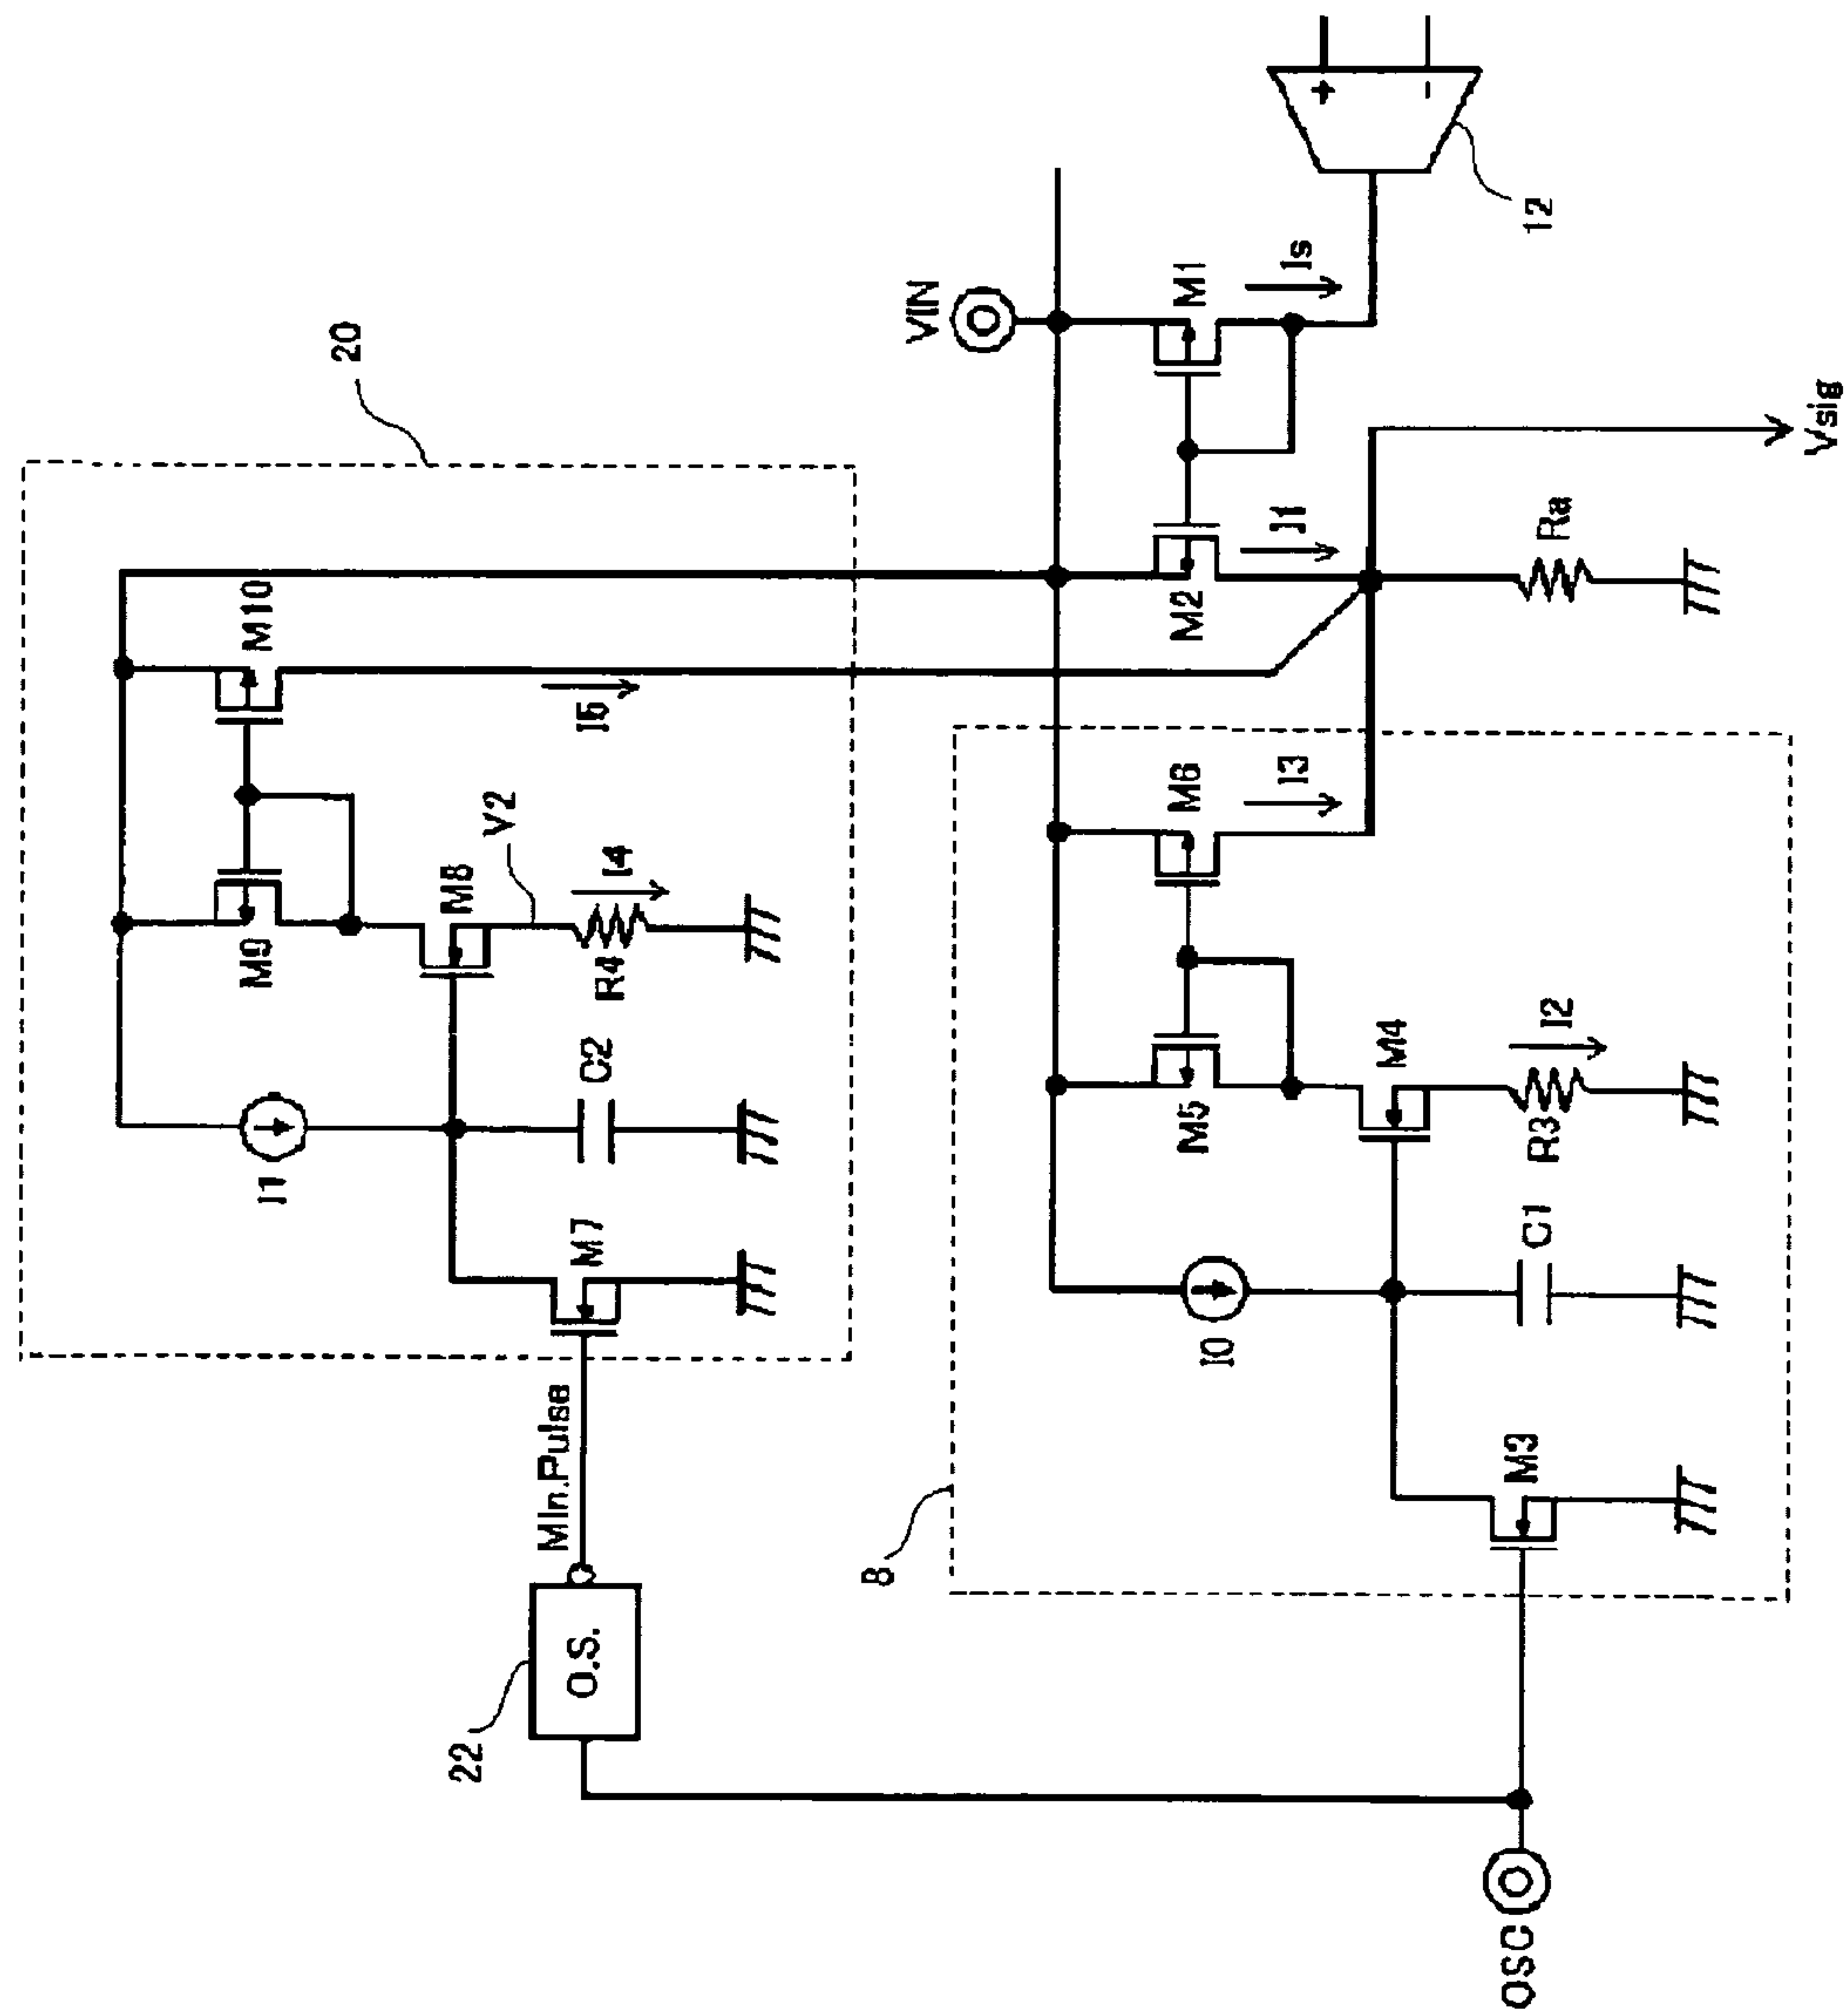 20
M10
I5
M9
M8
V2
I4
R4
I1
C2
M7
Min.Pulse
O.S.
22
VIN
M1
Is
M2
I1
+
-
12
Ra
Vsig
M6
I3
M5
M4
I2
R3
I0
C1
M3
8
OSC